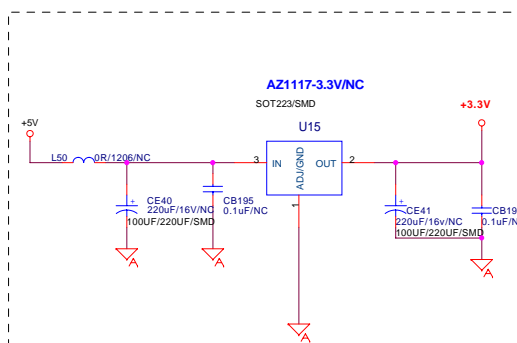 AZ1117-3.3V/NC
SOT223/SMD
U15
+5V
+3.3V
L50 0R/1206/NC
3 IN OUT 2
ADJ/GND
1
CE40
220uF/16V/NC
100UF/220UF/SMD
CB195
0.1uF/NC
CE41
220uF/16v/NC
100UF/220UF/SMD
CB19
0.1uF/N
A
A
A
A